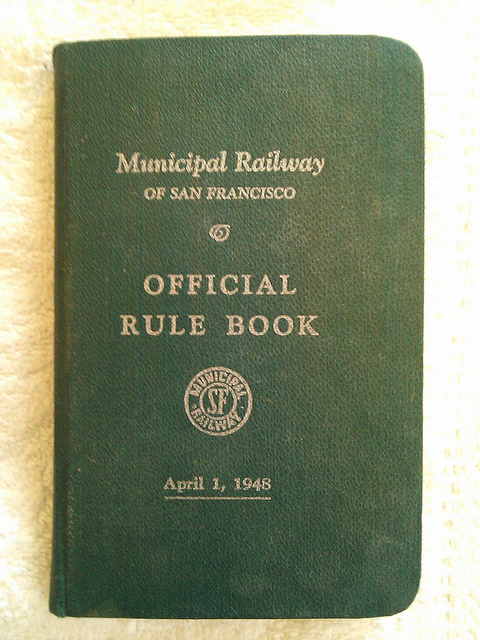 Municipal Railway
OF SAN FRANCISCO
OFFICIAL
RULE BOOK
MUNICIPAL
SF
RAILWAY
April 1, 1948